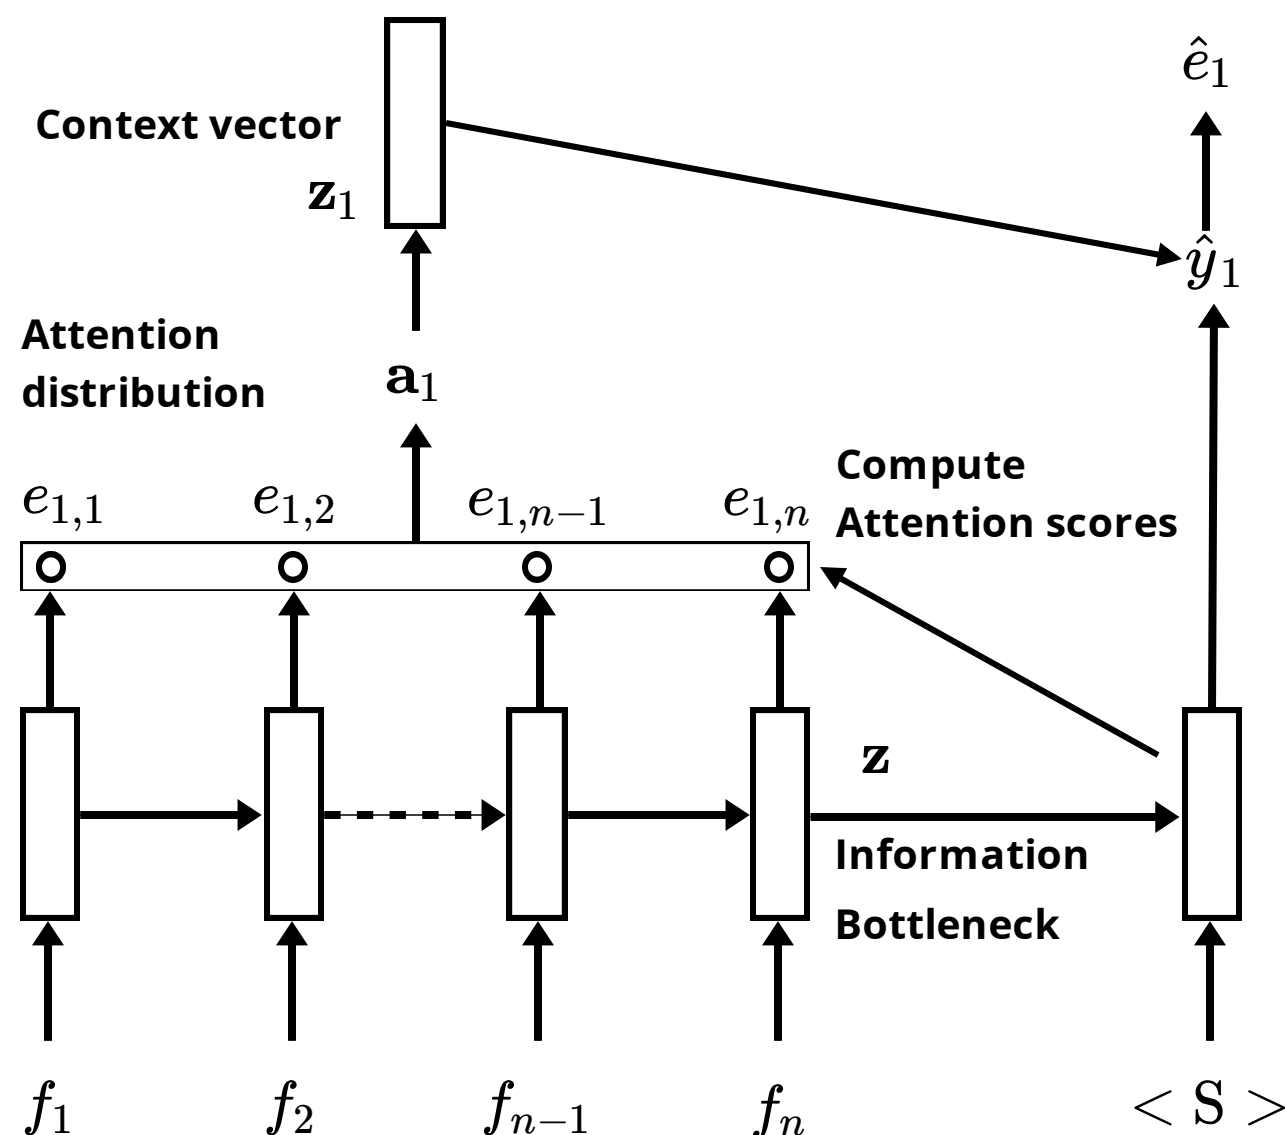 ê₁
Context vector
𝐳₁
ŷ₁
Attention
distribution
𝐚₁
Compute
Attention scores
e₁,₁ e₁,₂ e₁,ₙ₋₁ e₁,ₙ
𝐳
Information
Bottleneck
f₁ f₂ fₙ₋₁ fₙ < S >